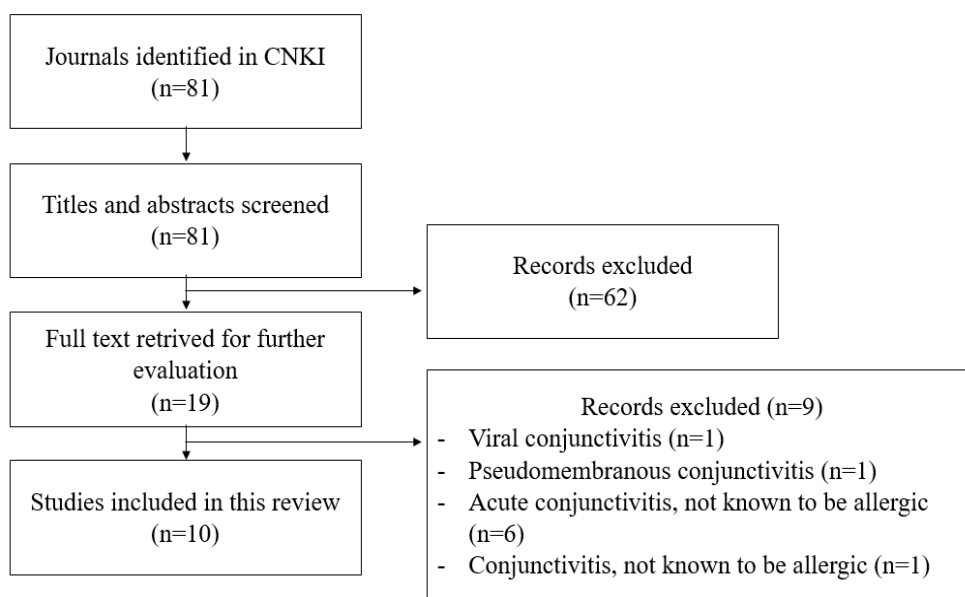 Journals identified in CNKI
(n=81)
Titles and abstracts screened
(n=81)
Records excluded
(n=62)
Full text retrived for further
evaluation
(n=19)
Records excluded (n=9)
- Viral conjunctivitis (n=1)
- Pseudomembranous conjunctivitis (n=1)
- Acute conjunctivitis, not known to be allergic
(n=6)
- Conjunctivitis, not known to be allergic (n=1)
Studies included in this review
(n=10)